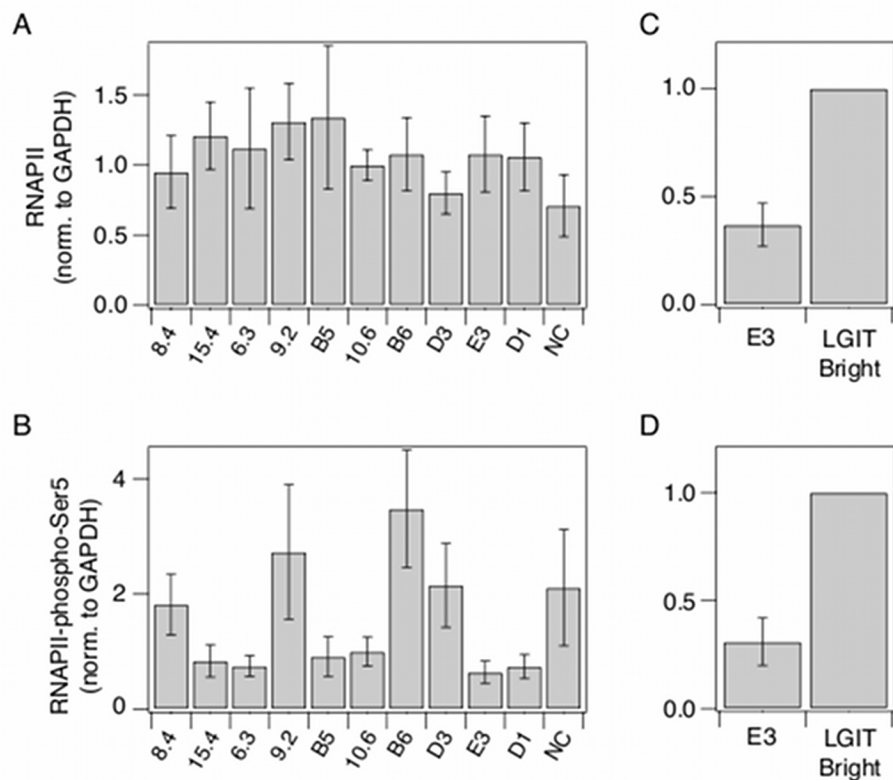 A
RNAPII
(norm. to GAPDH)
1.5
1.0
0.5
0.0
8.4 15.4 6.3 9.2 B5 10.6 B6 D3 E3 D1 NC
C
1.0
0.5
0.0
E3 LGIT
Bright
B
RNAPII-phospho-Ser5
(norm. to GAPDH)
4
2
0
8.4 15.4 6.3 9.2 B5 10.6 B6 D3 E3 D1 NC
D
1.0
0.5
0.0
E3 LGIT
Bright